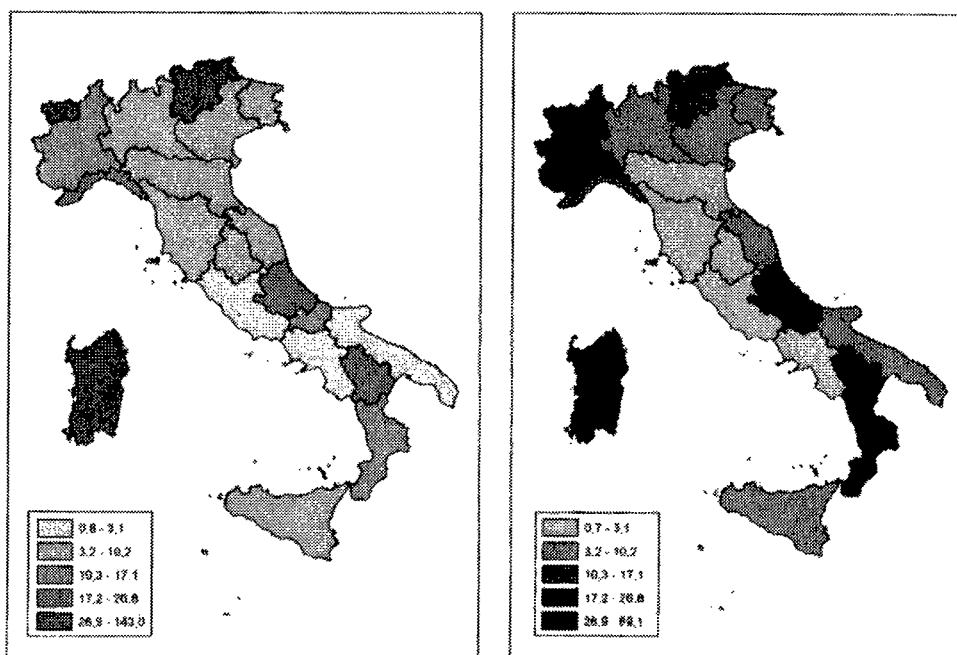 0,8 - 3,1
3,2 - 10,2
10,3 - 17,1
17,2 - 26,8
26,9 - 143,0
0,7 - 3,1
3,2 - 10,2
10,3 - 17,1
17,2 - 26,8